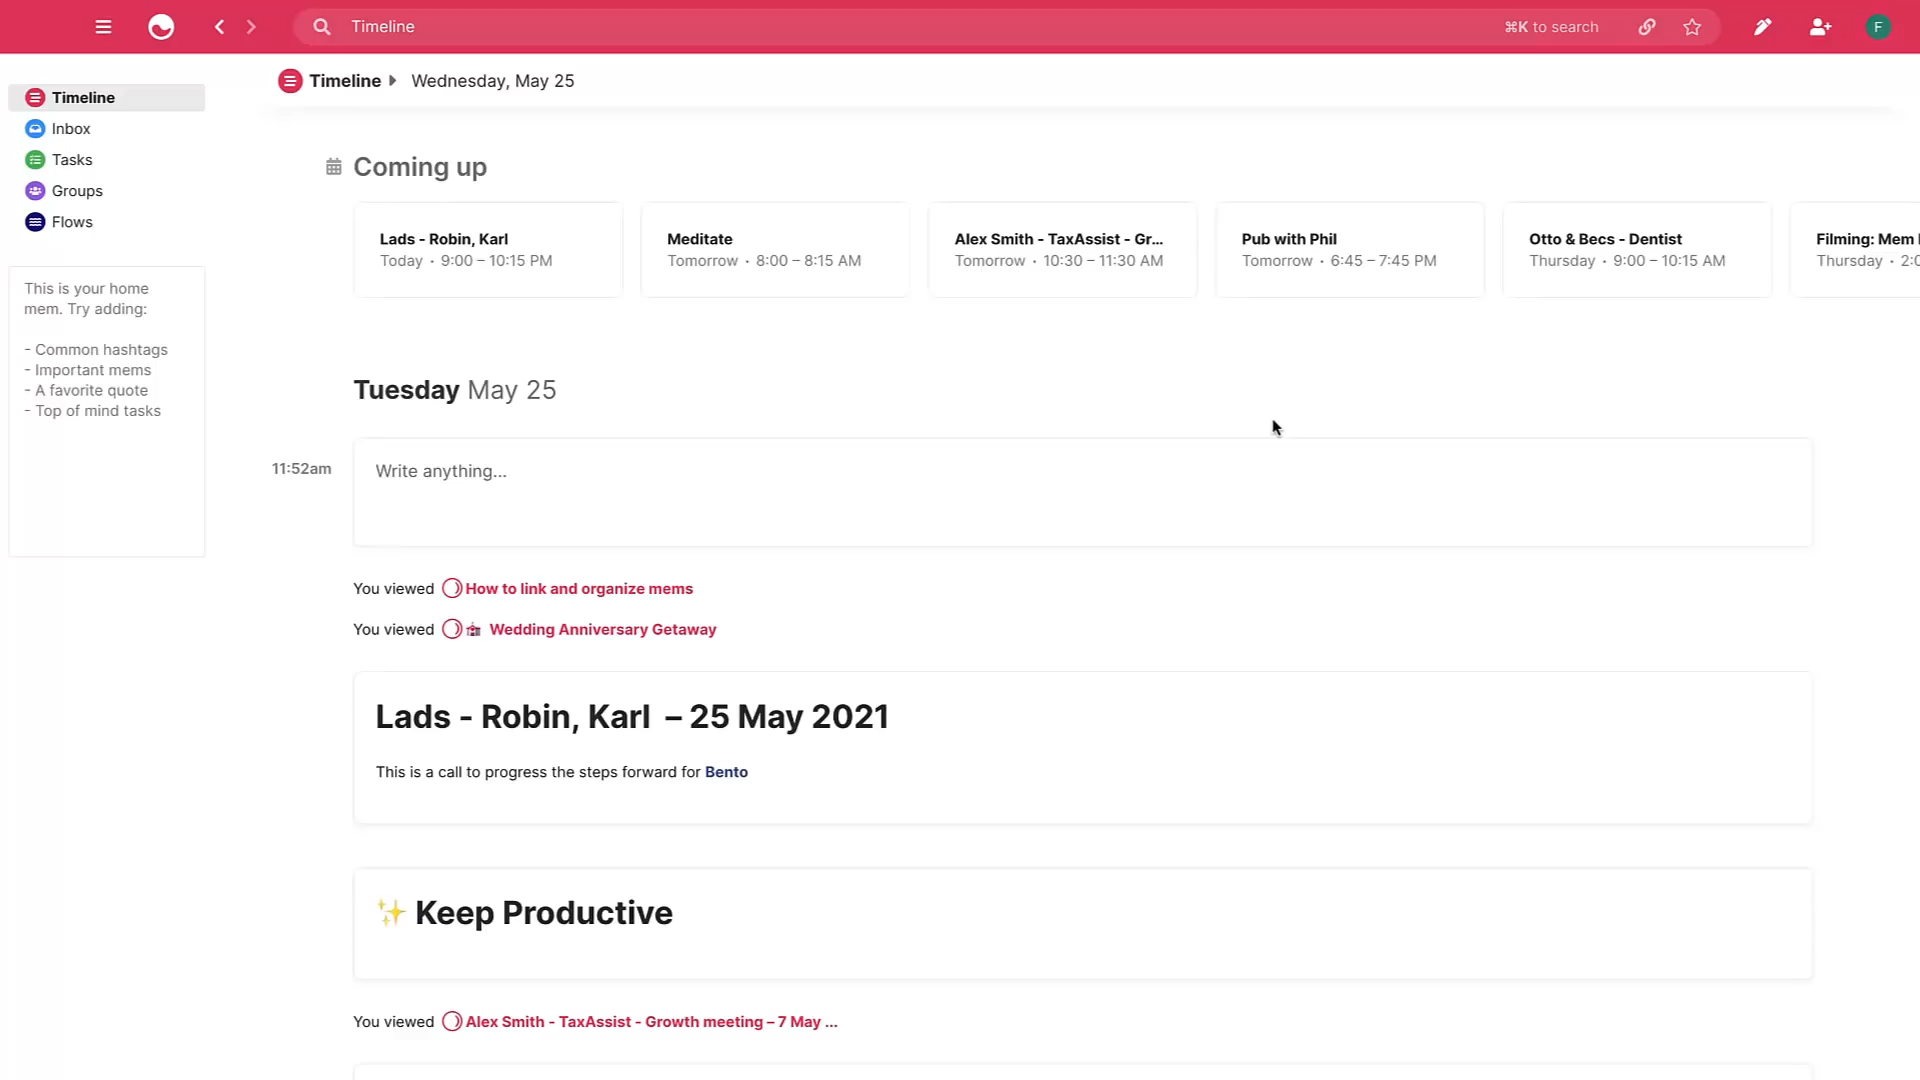 Timeline
⌘K to search
F
Timeline
Inbox
Tasks
Groups
Flows
This is your home
mem. Try adding:
- Common hashtags
- Important mems
- A favorite quote
- Top of mind tasks
Timeline Wednesday, May 25
Coming up
Lads - Robin, Karl
Today · 9:00 – 10:15 PM
Meditate
Tomorrow · 8:00 – 8:15 AM
Alex Smith - TaxAssist - Gr...
Tomorrow · 10:30 – 11:30 AM
Pub with Phil
Tomorrow · 6:45 – 7:45 PM
Otto & Becs - Dentist
Thursday · 9:00 – 10:15 AM
Filming: Mem
Thursday · 2:0
Tuesday May 25
11:52am
Write anything...
You viewed How to link and organize mems
You viewed Wedding Anniversary Getaway
Lads - Robin, Karl – 25 May 2021
This is a call to progress the steps forward for Bento
✨ Keep Productive
You viewed Alex Smith - TaxAssist - Growth meeting – 7 May ...